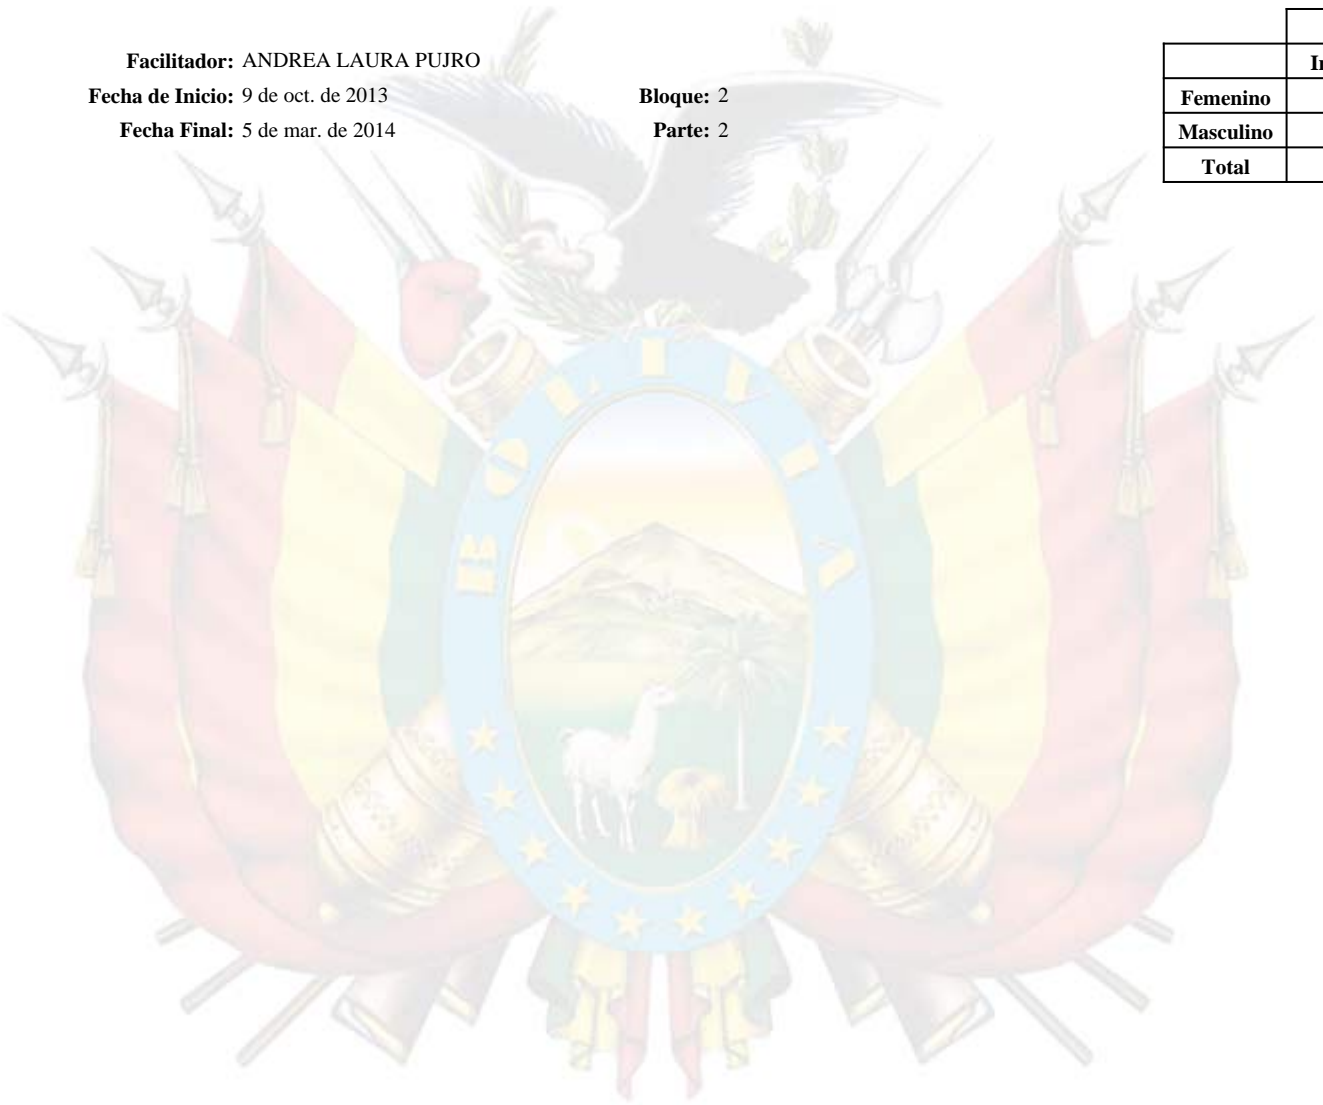 Facilitador: ANDREA LAURA PUJRO
Fecha de Inicio: 9 de oct. de 2013 Bloque: 2
Fecha Final: 5 de mar. de 2014 Parte: 2
Femenino
Masculino
Total
BOLIVIA